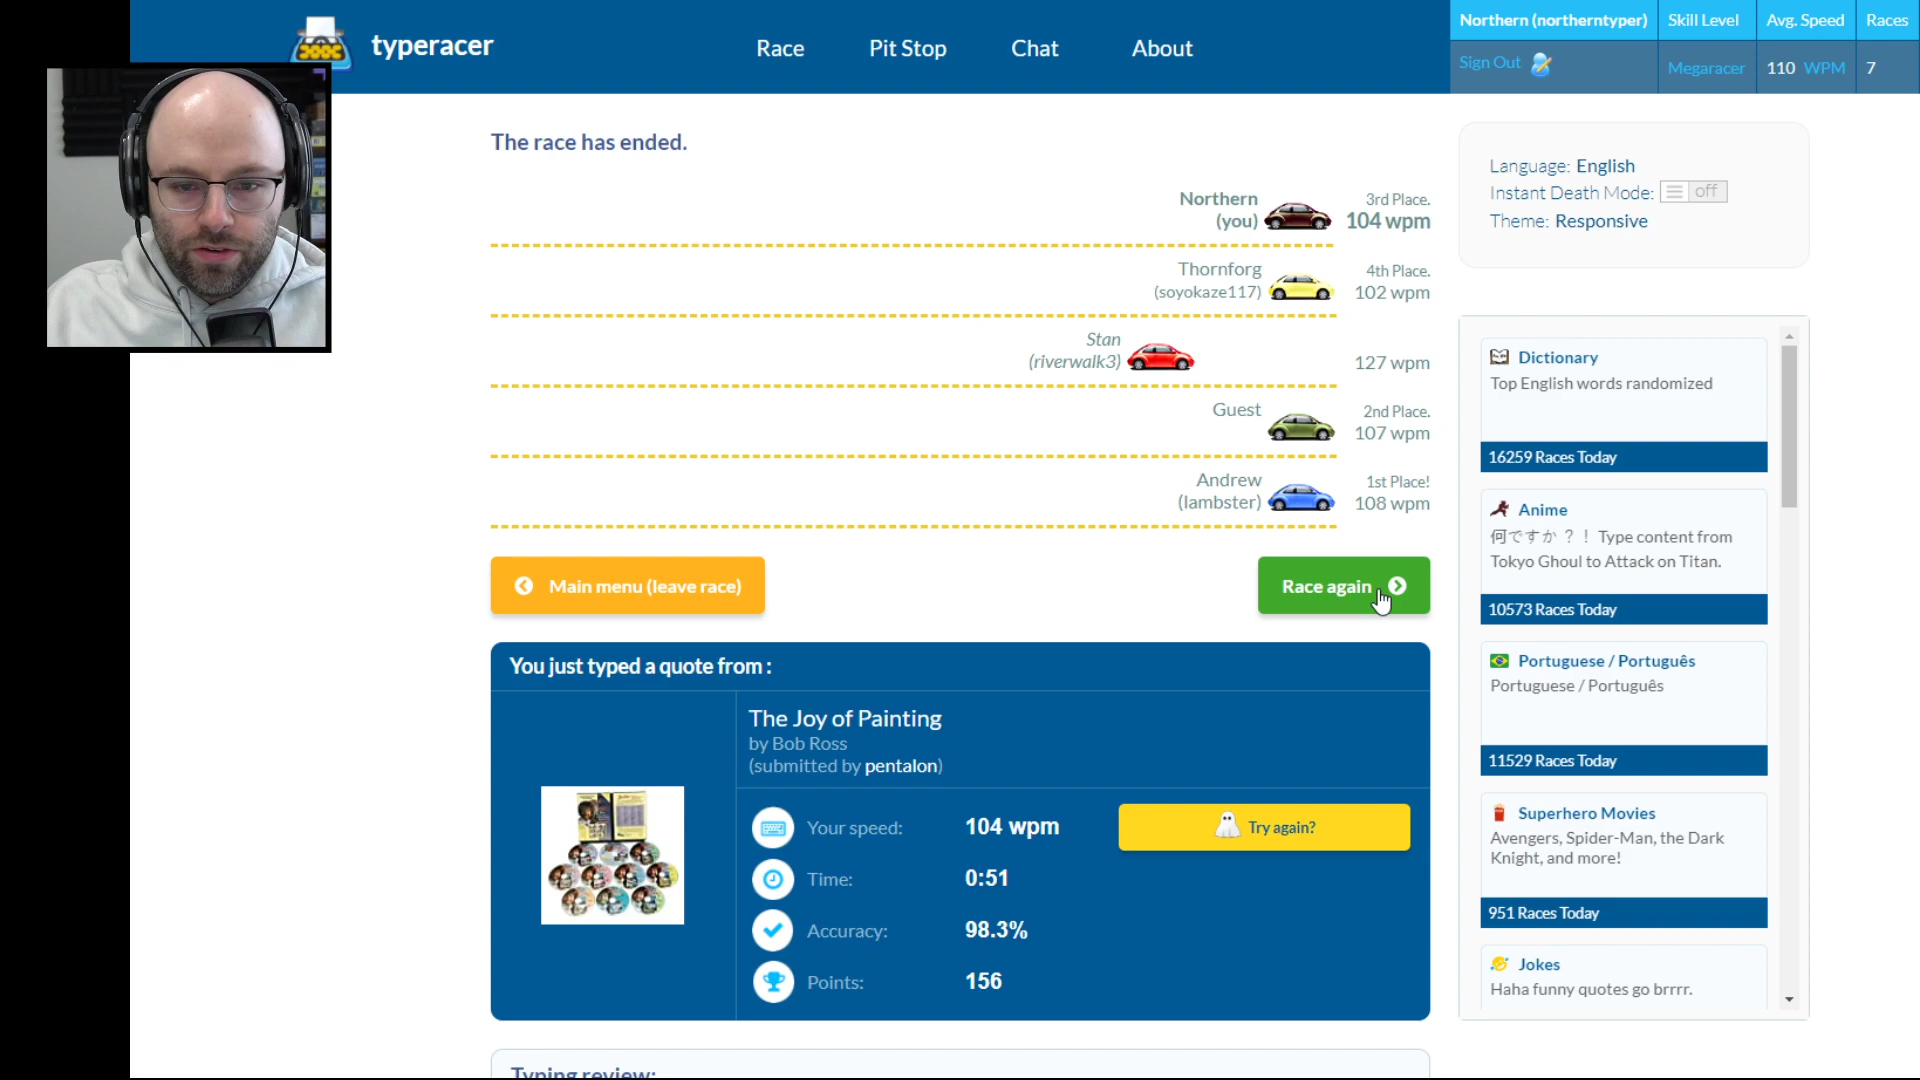 typeracer
Race
Pit Stop
Chat
About
Northern (northerntyper)
Skill Level
Avg. Speed
Races
Sign Out
Megaracer
110 WPM
7
The race has ended.
Northern
(you)
3rd Place.
104 wpm
Thornforg
(soyokaze117)
4th Place.
102 wpm
Stan
(riverwalk3)
127 wpm
Guest
2nd Place.
107 wpm
Andrew
(lambster)
1st Place!
108 wpm
Main menu (leave race)
Race again
You just typed a quote from :
The Joy of Painting
by Bob Ross
(submitted by pentalon)
Your speed:
104 wpm
Try again?
Time:
0:51
Accuracy:
98.3%
Points:
156
Typing review:
Language: English
Instant Death Mode: off
Theme: Responsive
Dictionary
Top English words randomized
16259 Races Today
Anime
何ですか？！ Type content from
Tokyo Ghoul to Attack on Titan.
10573 Races Today
Portuguese / Português
Portuguese / Português
11529 Races Today
Superhero Movies
Avengers, Spider-Man, the Dark
Knight, and more!
951 Races Today
Jokes
Haha funny quotes go brrrr.